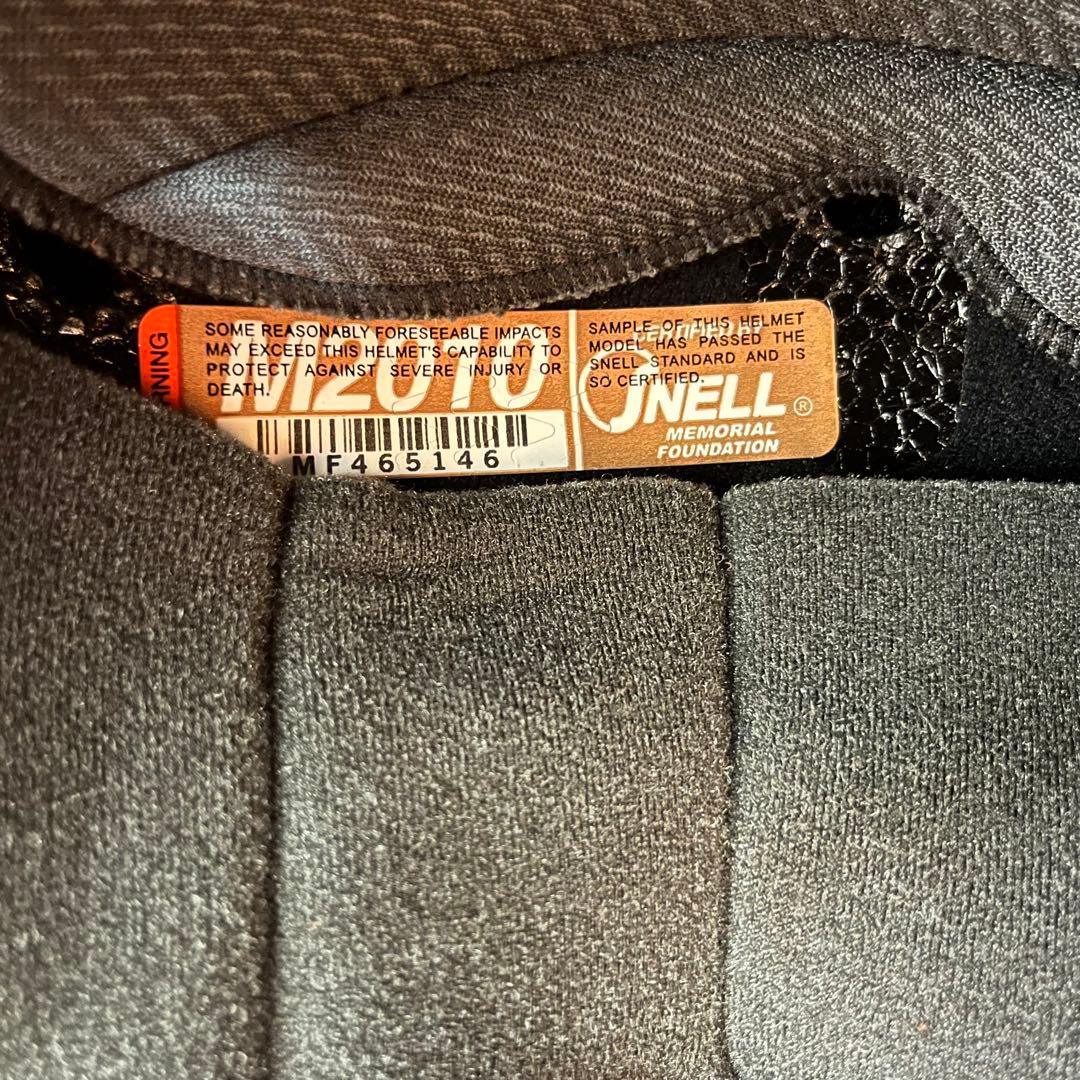 RNING
SOME REASONABLY FORESEEABLE IMPACTS
MAY EXCEED THIS HELMET'S CAPABILITY TO
PROTECT AGAINST SEVERE INJURY OR
DEATH.
M2010
MF465146
SAMPLE OF THIS HELMET
MODEL HAS PASSED THE
SNELL STANDARD AND IS
SO CERTIFIED.
SNELL ®
MEMORIAL
FOUNDATION